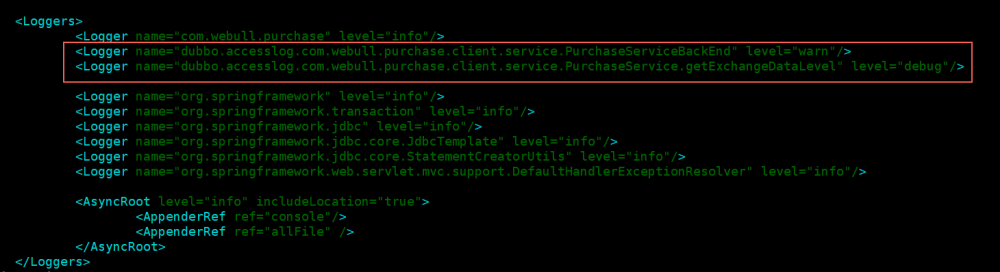 <Loggers>
<Logger name="com.webull.purchase" level="info"/>
<Logger name="dubbo.accesslog.com.webull.purchase.client.service.PurchaseServiceBackEnd" level="warn"/>
<Logger name="dubbo.accesslog.com.webull.purchase.client.service.PurchaseService.getExchangeDataLevel" level="debug"/>
<Logger name="org.springframework" level="info"/>
<Logger name="org.springframework.transaction" level="info"/>
<Logger name="org.springframework.jdbc" level="info"/>
<Logger name="org.springframework.jdbc.core.JdbcTemplate" level="info"/>
<Logger name="org.springframework.jdbc.core.StatementCreatorUtils" level="info"/>
<Logger name="org.springframework.web.servlet.mvc.support.DefaultHandlerExceptionResolver" level="info"/>
<AsyncRoot level="info" includeLocation="true">
<AppenderRef ref="console"/>
<AppenderRef ref="allFile" />
</AsyncRoot>
</Loggers>